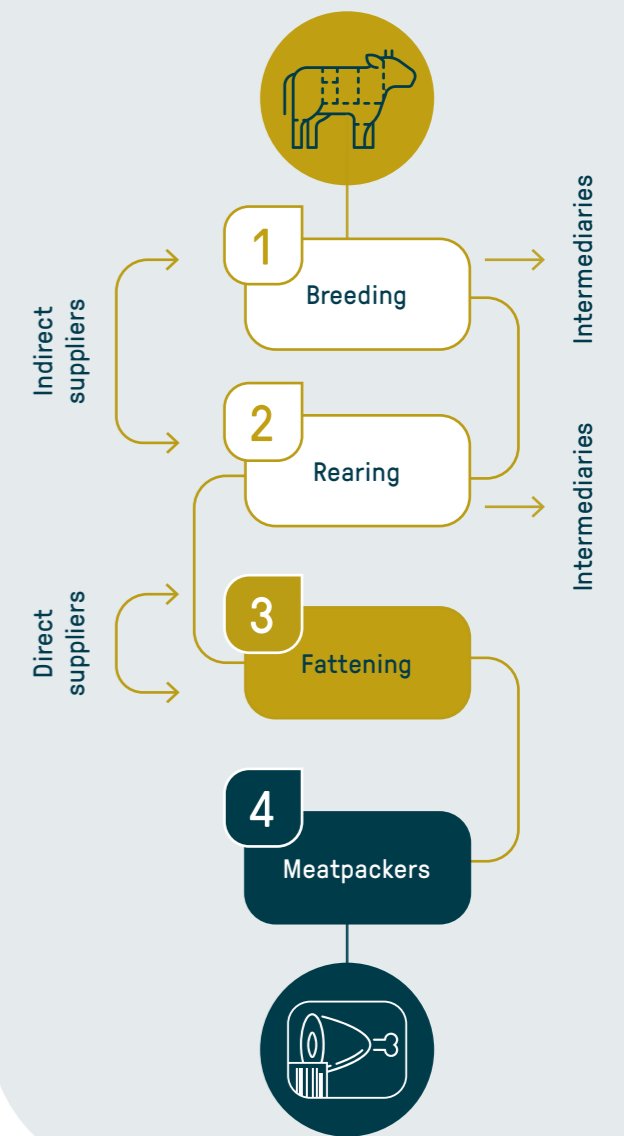 1
Breeding
Intermediaries
Indirect
suppliers
2
Rearing
Intermediaries
3
Fattening
Direct
suppliers
4
Meatpackers